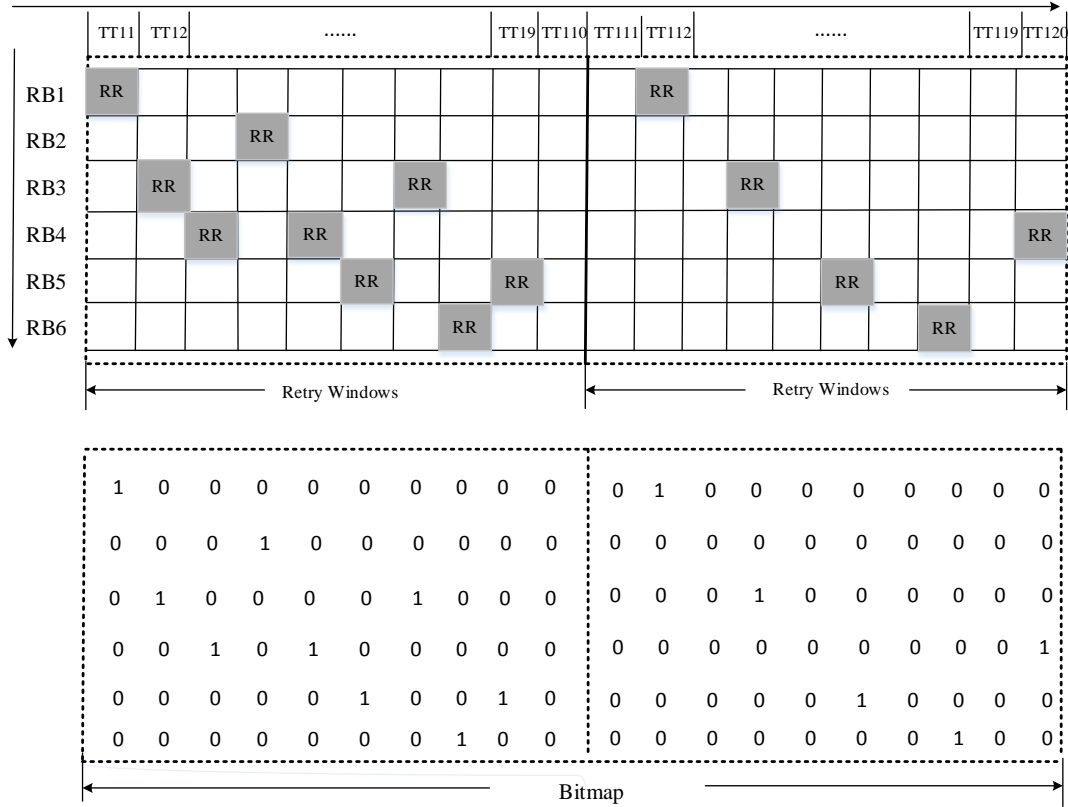 TT11 TT12 ...... TT19 TT110 TT111 TT112 ...... TT119 TT120
RB1 RR RR
RB2 RR
RB3 RR RR RR
RB4 RR RR RR
RB5 RR RR RR
RB6 RR RR
Retry Windows Retry Windows
1 0 0 0 0 0 0 0 0 0 0 1 0 0 0 0 0 0 0 0
0 0 0 1 0 0 0 0 0 0 0 0 0 0 0 0 0 0 0 0
0 1 0 0 0 0 1 0 0 0 0 0 0 1 0 0 0 0 0 0
0 0 1 0 1 0 0 0 0 0 0 0 0 0 0 0 0 0 0 1
0 0 0 0 0 1 0 0 1 0 0 0 0 0 0 1 0 0 0 0
0 0 0 0 0 0 0 1 0 0 0 0 0 0 0 0 0 1 0 0
Bitmap